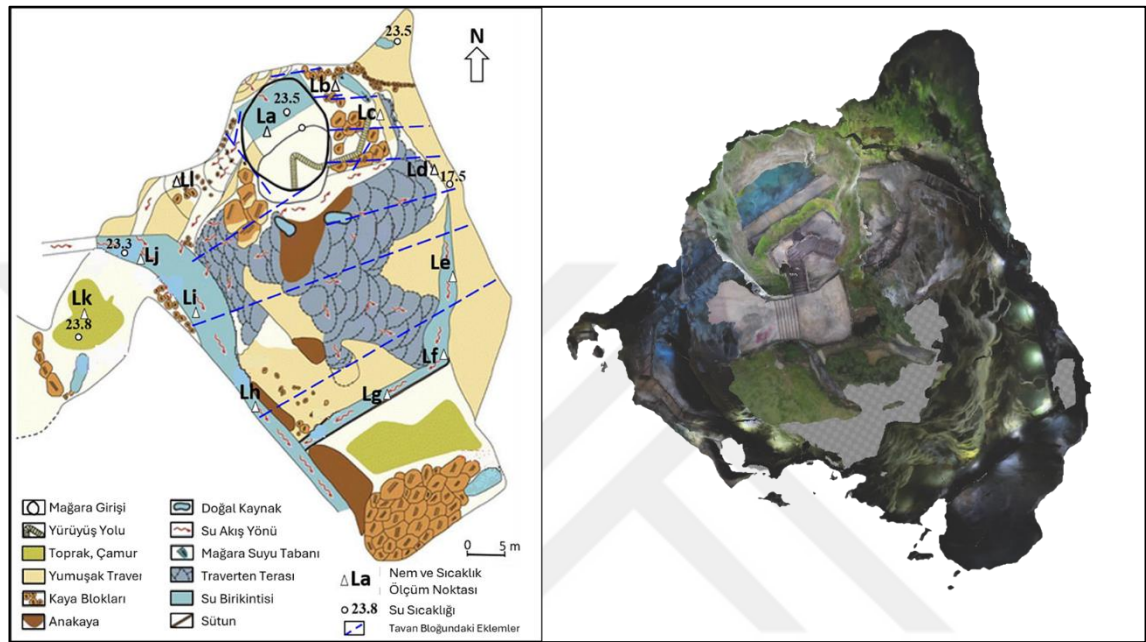 23.5
N
Lb
23.5
La
Lc
Ld
17.5
Ll
23.3
Lj
Le
Lk
Li
23.8
Lf
Lh
Lg
Mağara Girişi
Yürüyüş Yolu
Toprak, Çamur
Yumuşak Traver
Kaya Blokları
Anakaya
Doğal Kaynak
Su Akış Yönü
Mağara Suyu Tabanı
Traverten Terası
Su Birikintisi
Sütun
0 5 m
La Nem ve Sıcaklık
Ölçüm Noktası
23.8 Su Sıcaklığı
Tavan Bloğundaki Eklemler